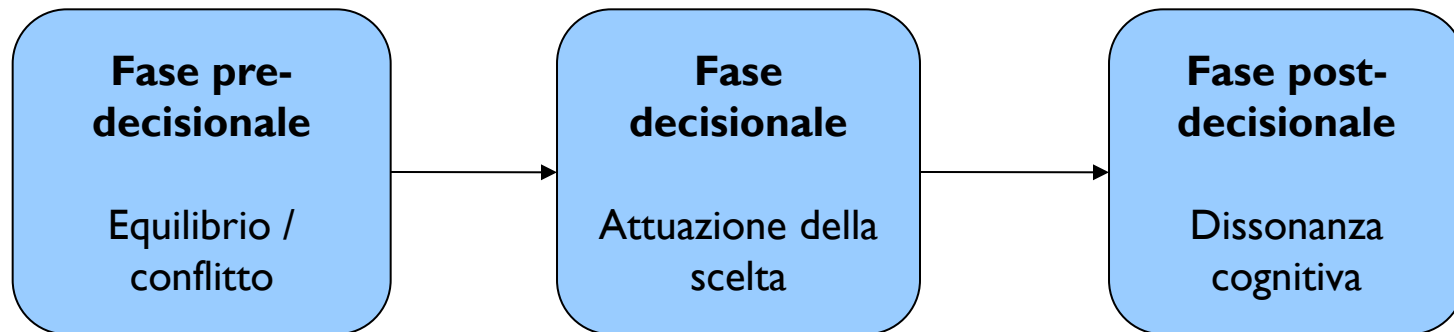 Fase pre-
decisionale
Equilibrio /
conflitto
Fase
decisionale
Attuazione della
scelta
Fase post-
decisionale
Dissonanza
cognitiva